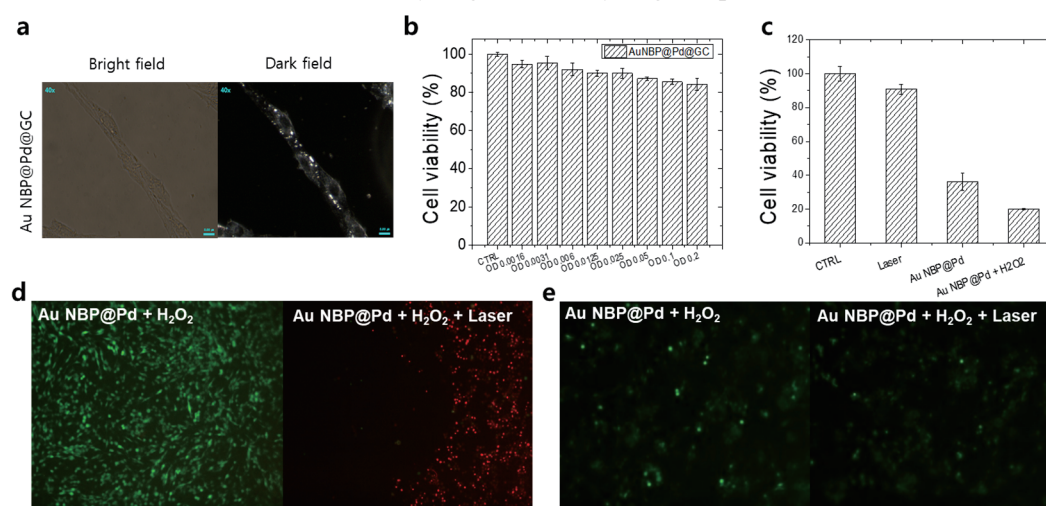 a
Bright field
Dark field
40x
40x
Au NBP@Pd@GC
b
AuNBP@Pd@GC
Cell viability (%)
100
80
60
40
20
0
CTRL
OD 0.0016
OD 0.0031
OD 0.006
OD 0.0125
OD 0.025
OD 0.05
OD 0.1
OD 0.2
c
Cell viability (%)
120
100
80
60
40
20
0
CTRL
Laser
Au NBP@Pd
Au NBP@Pd + H2O2
d
Au NBP@Pd + H₂O₂
Au NBP@Pd + H₂O₂ + Laser
e
Au NBP@Pd + H₂O₂
Au NBP@Pd + H₂O₂ + Laser